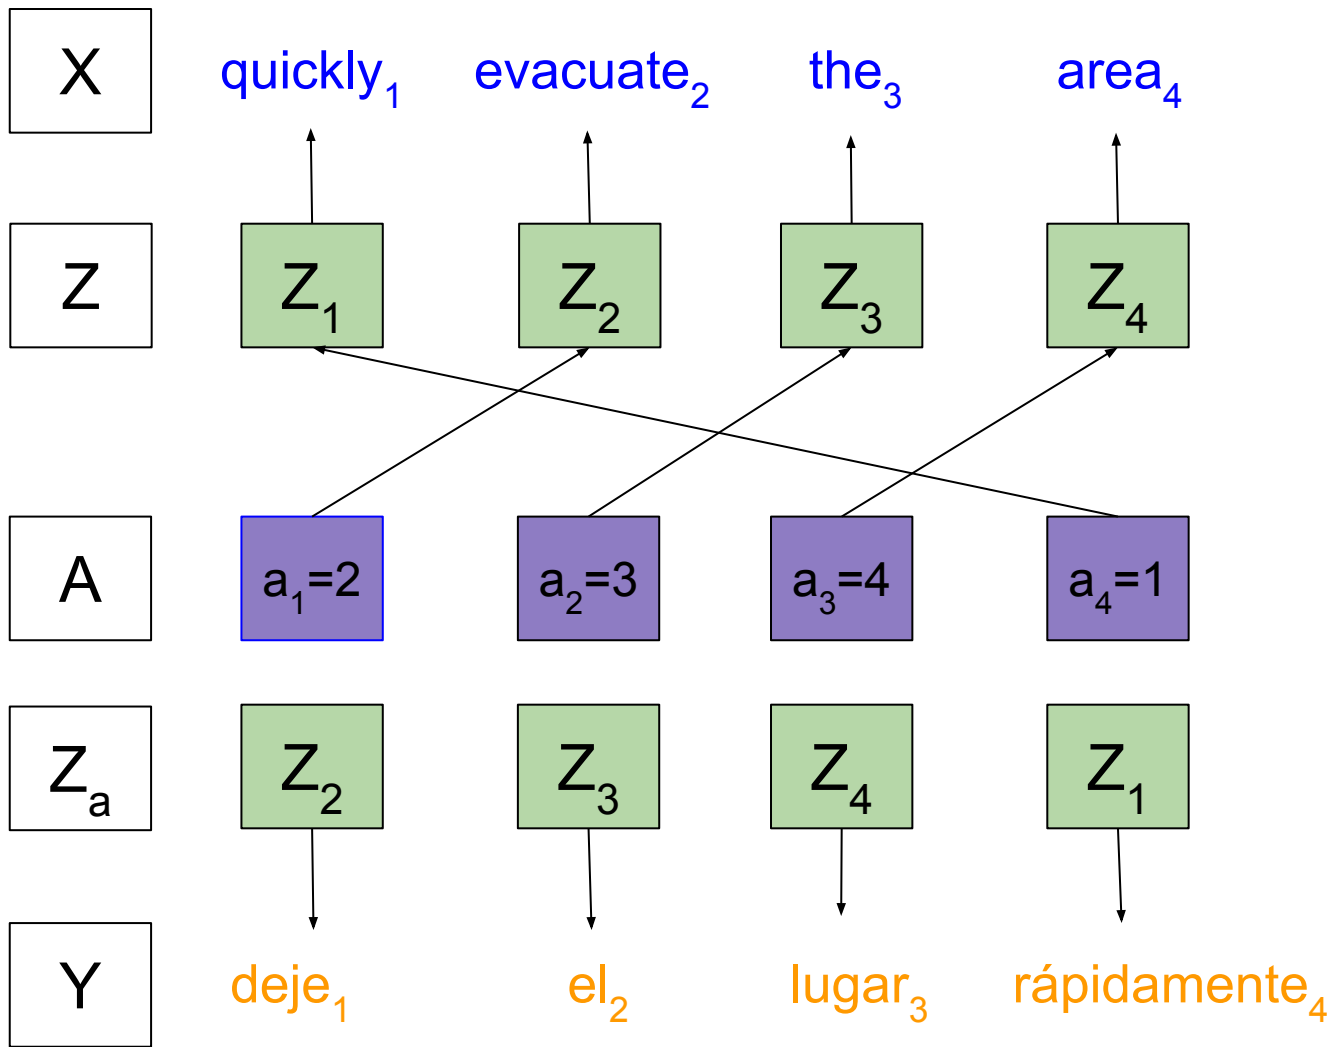 X quickly₁ evacuate₂ the₃ area₄
Z Z₁ Z₂ Z₃ Z₄
A a₁=2 a₂=3 a₃=4 a₄=1
Zₐ Z₂ Z₃ Z₄ Z₁
Y deje₁ el₂ lugar₃ rápidamente₄